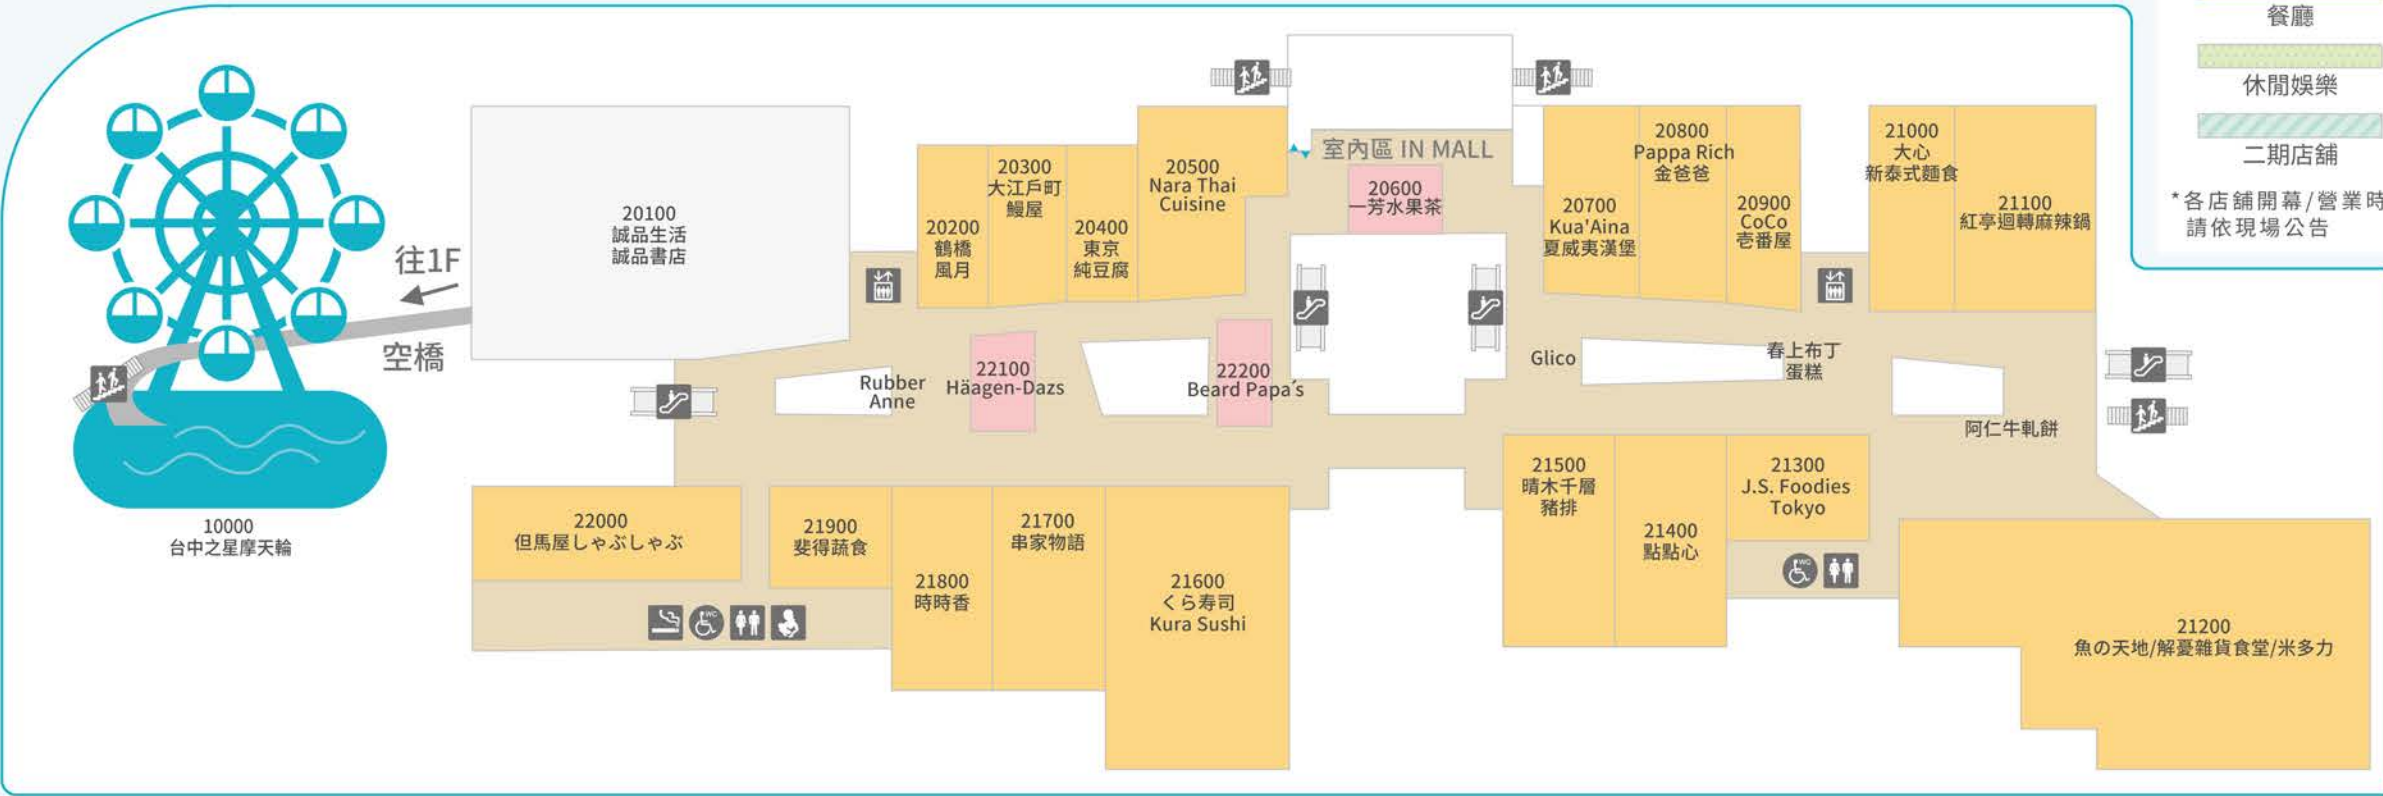 餐廳
休閒娛樂
二期店舖
*各店舖開幕/營業時
請依現場公告
往1F
空橋
10000
台中之星摩天輪
20100
誠品生活
誠品書店
20200
鶴橋
風月
20300
大江戶町
鰻屋
20400
東京
純豆腐
20500
Nara Thai
Cuisine
室內區 IN MALL
20600
一芳水果茶
20700
Kua'Aina
夏威夷漢堡
20800
Pappa Rich
金爸爸
20900
CoCo
壱番屋
21000
大心
新泰式麵食
21100
紅亭迴轉麻辣鍋
Rubber
Anne
22100
Häagen-Dazs
22200
Beard Papa´s
Glico
春上布丁
蛋糕
阿仁牛軋餅
22000
但馬屋しゃぶしゃぶ
21900
斐得蔬食
21800
時時香
21700
串家物語
21600
くら寿司
Kura Sushi
21500
晴木千層
豬排
21400
點點心
21300
J.S. Foodies
Tokyo
WC
WC
21200
魚の天地/解憂雜貨食堂/米多力